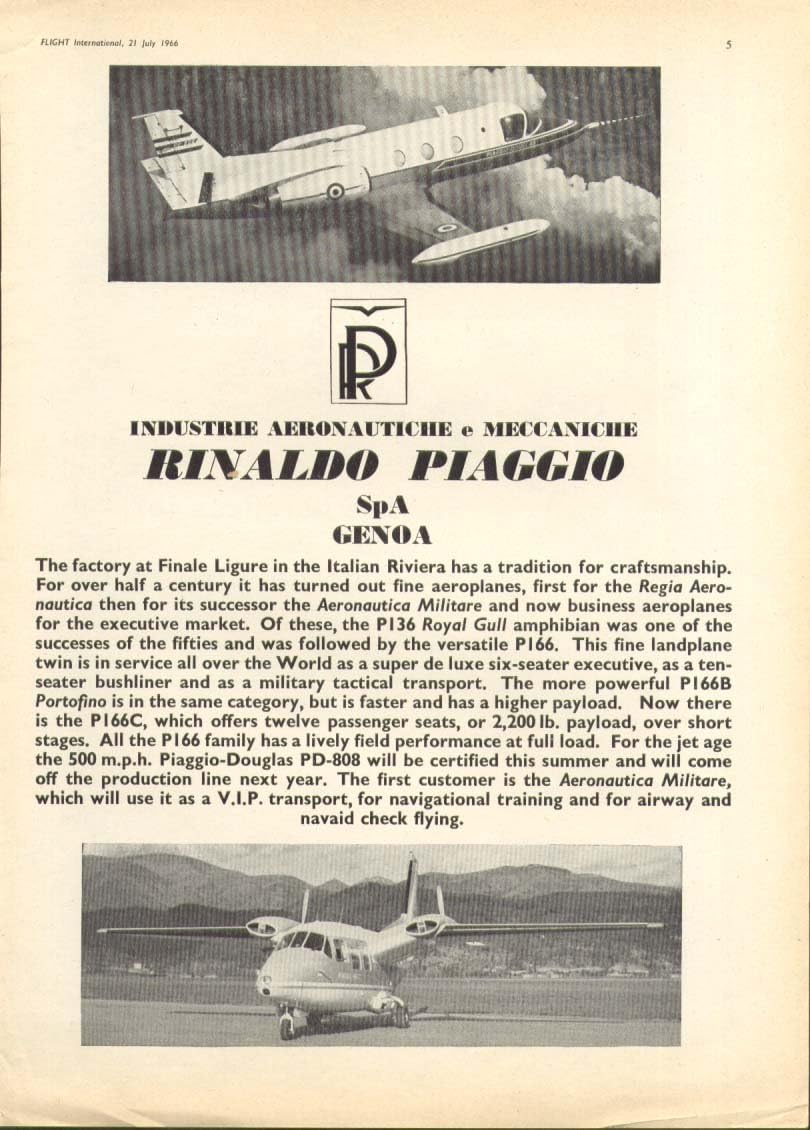 FLIGHT International, 21 July 1966
5
PR
INDUSTRIE AERONAUTICHE e MECCANICHE
RINALDO PIAGGIO
SpA
GENOA
The factory at Finale Ligure in the Italian Riviera has a tradition for craftsmanship.
For over half a century it has turned out fine aeroplanes, first for the Regia Aero-
nautica then for its successor the Aeronautica Militare and now business aeroplanes
for the executive market. Of these, the P136 Royal Gull amphibian was one of the
successes of the fifties and was followed by the versatile P166. This fine landplane
twin is in service all over the World as a super de luxe six-seater executive, as a ten-
seater bushliner and as a military tactical transport. The more powerful P166B
Portofino is in the same category, but is faster and has a higher payload. Now there
is the P166C, which offers twelve passenger seats, or 2,200 lb. payload, over short
stages. All the P166 family has a lively field performance at full load. For the jet age
the 500 m.p.h. Piaggio-Douglas PD-808 will be certified this summer and will come
off the production line next year. The first customer is the Aeronautica Militare,
which will use it as a V.I.P. transport, for navigational training and for airway and
navaid check flying.